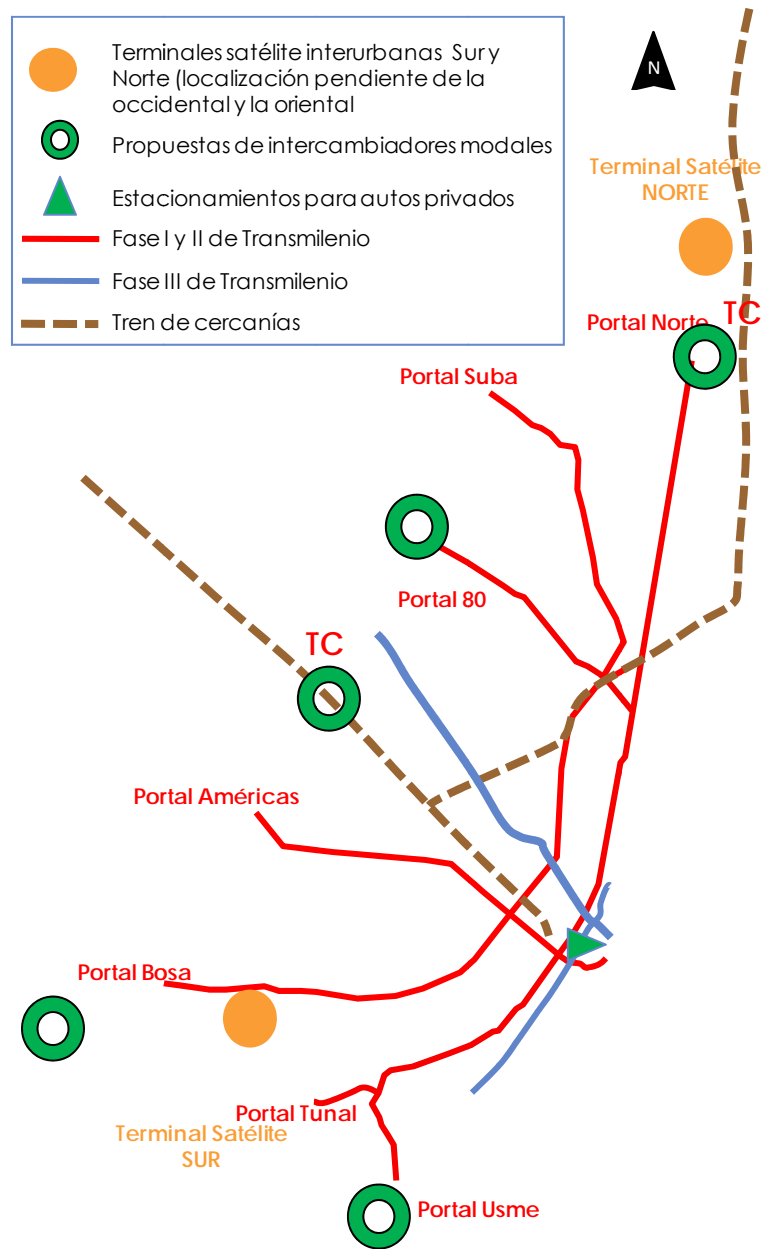 Terminales satélite interurbanas Sur y
Norte (localización pendiente de la
occidental y la oriental
Propuestas de intercambiadores modales
Estacionamientos para autos privados
Fase I y II de Transmilenio
Fase III de Transmilenio
Tren de cercanías
N
Terminal Satélite
NORTE
Portal Norte
TC
Portal Suba
Portal 80
TC
Portal Américas
Portal Bosa
Portal Tunal
Terminal Satélite
SUR
Portal Usme